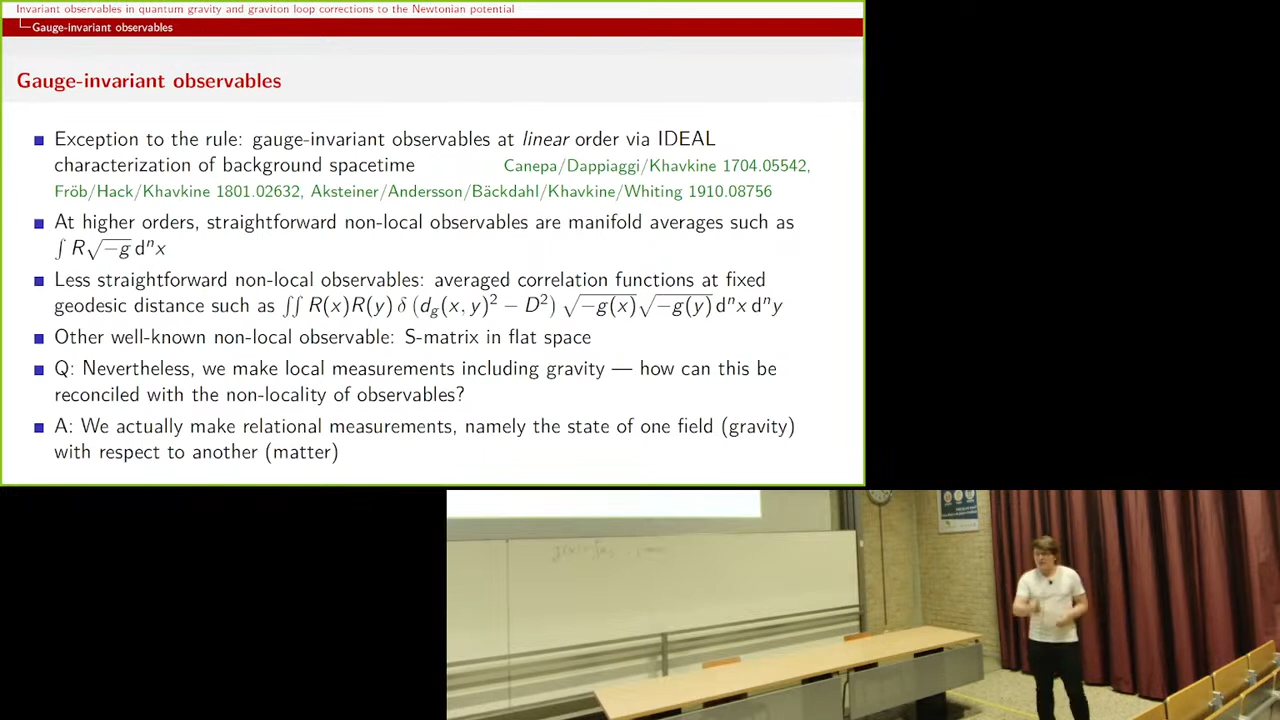 Invariant observables in quantum gravity and graviton loop corrections to the Newtonian potential
Gauge-invariant observables
Gauge-invariant observables
Exception to the rule: gauge-invariant observables at linear order via IDEAL
characterization of background spacetime Canepa/Dappiaggi/Khavkine 1704.05542,
Fröb/Hack/Khavkine 1801.02632, Aksteiner/Andersson/Bäckdahl/Khavkine/Whiting 1910.08756
At higher orders, straightforward non-local observables are manifold averages such as
∫ R√−g dⁿx
Less straightforward non-local observables: averaged correlation functions at fixed
geodesic distance such as ∬ R(x)R(y) δ (d_g(x, y)² − D²) √−g(x)√−g(y) dⁿx dⁿy
Other well-known non-local observable: S-matrix in flat space
Q: Nevertheless, we make local measurements including gravity — how can this be
reconciled with the non-locality of observables?
A: We actually make relational measurements, namely the state of one field (gravity)
with respect to another (matter)